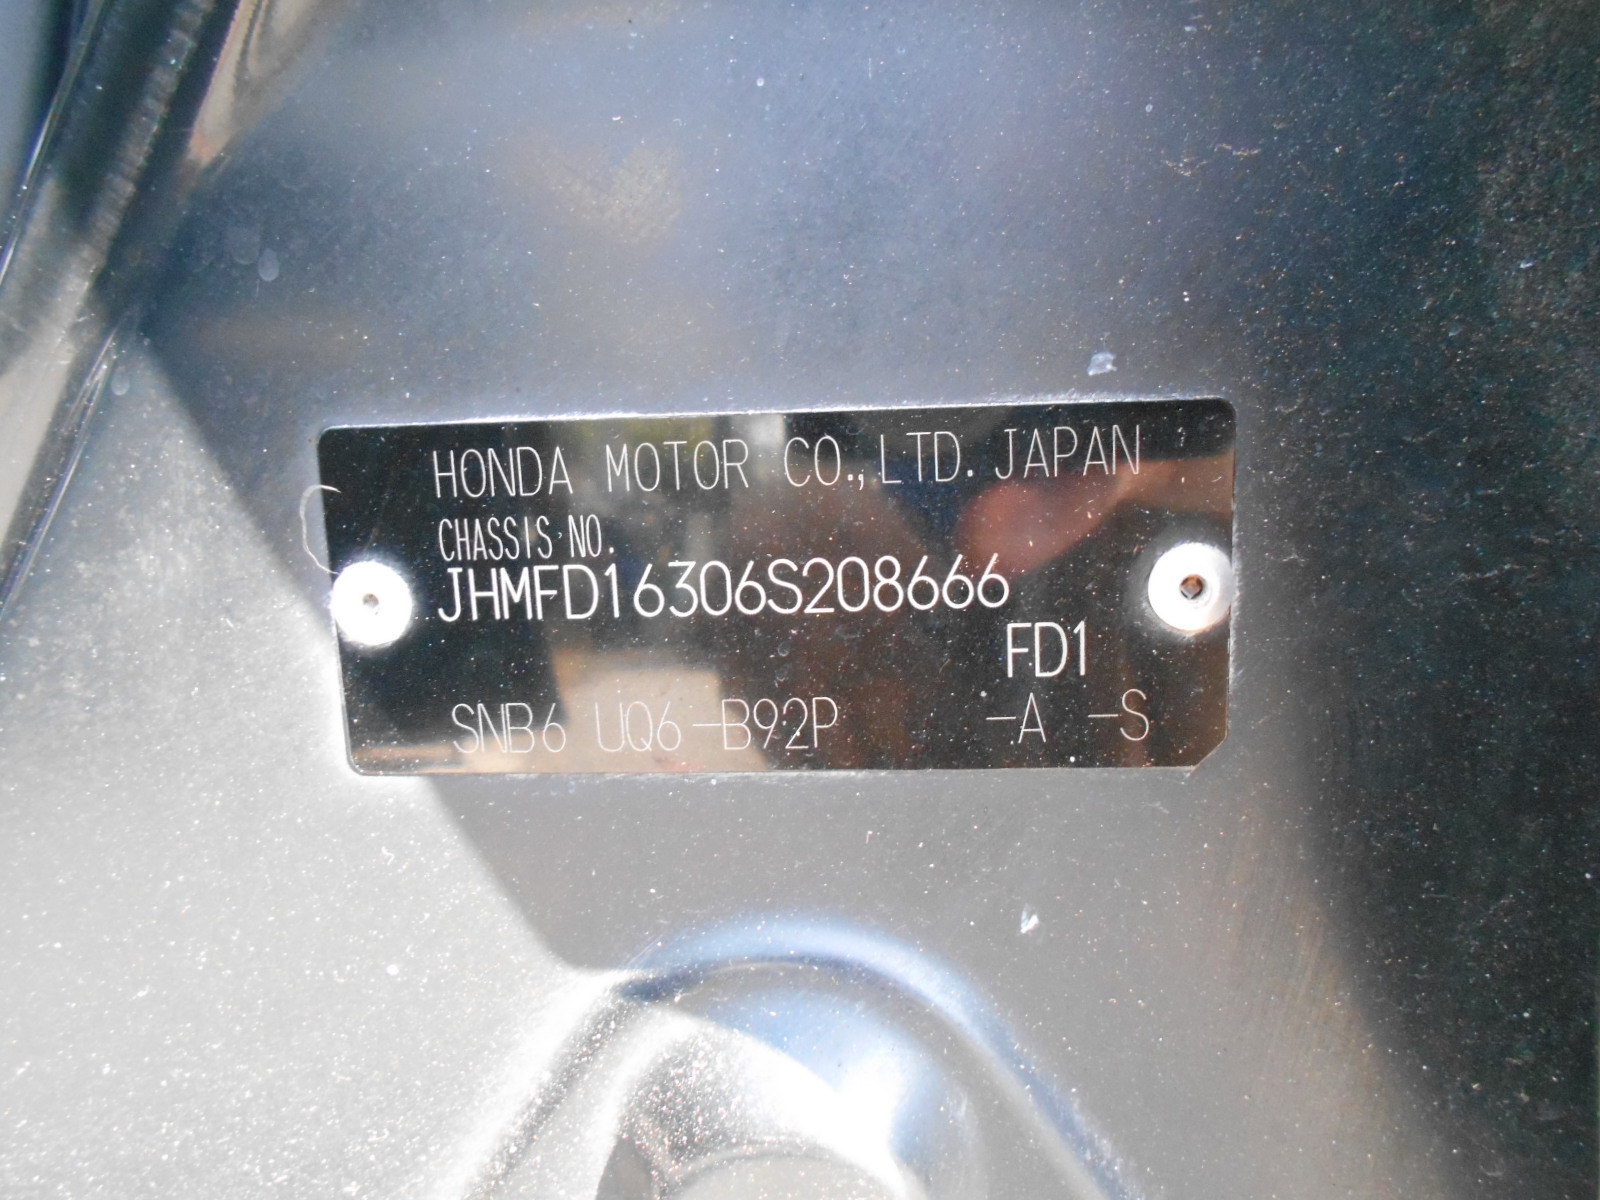 HONDA MOTOR CO.,LTD. JAPAN
CHASSIS NO.
JHMFD16306S208666
FD1
SNB6 UQ6-B92P -A -S